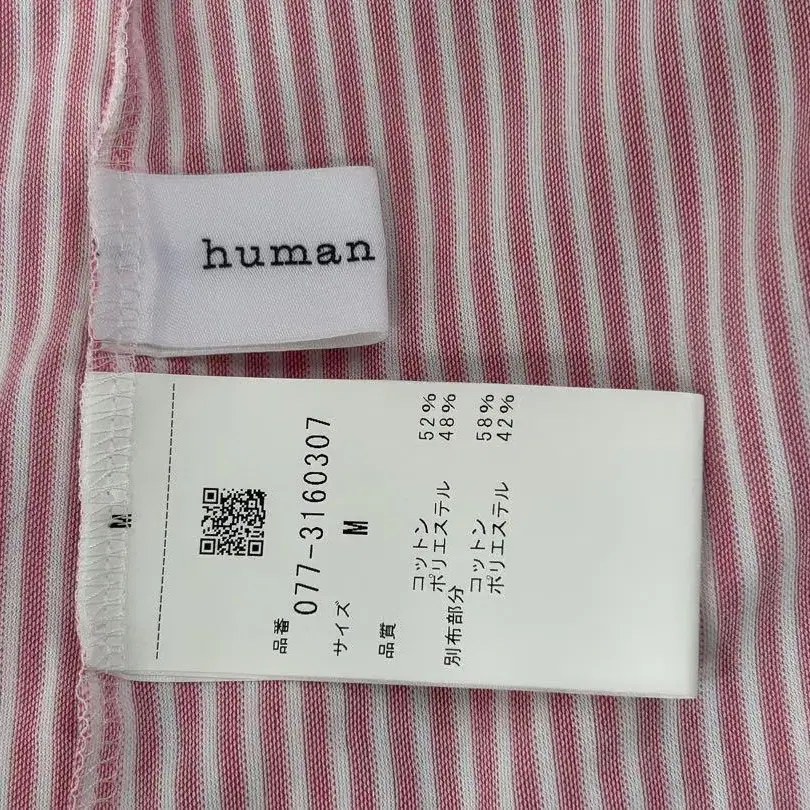 human
M
品番 077-3160307
サイズ M
品質 コットン 52%
ポリエステル 48%
別布部分 コットン 58%
ポリエステル 42%